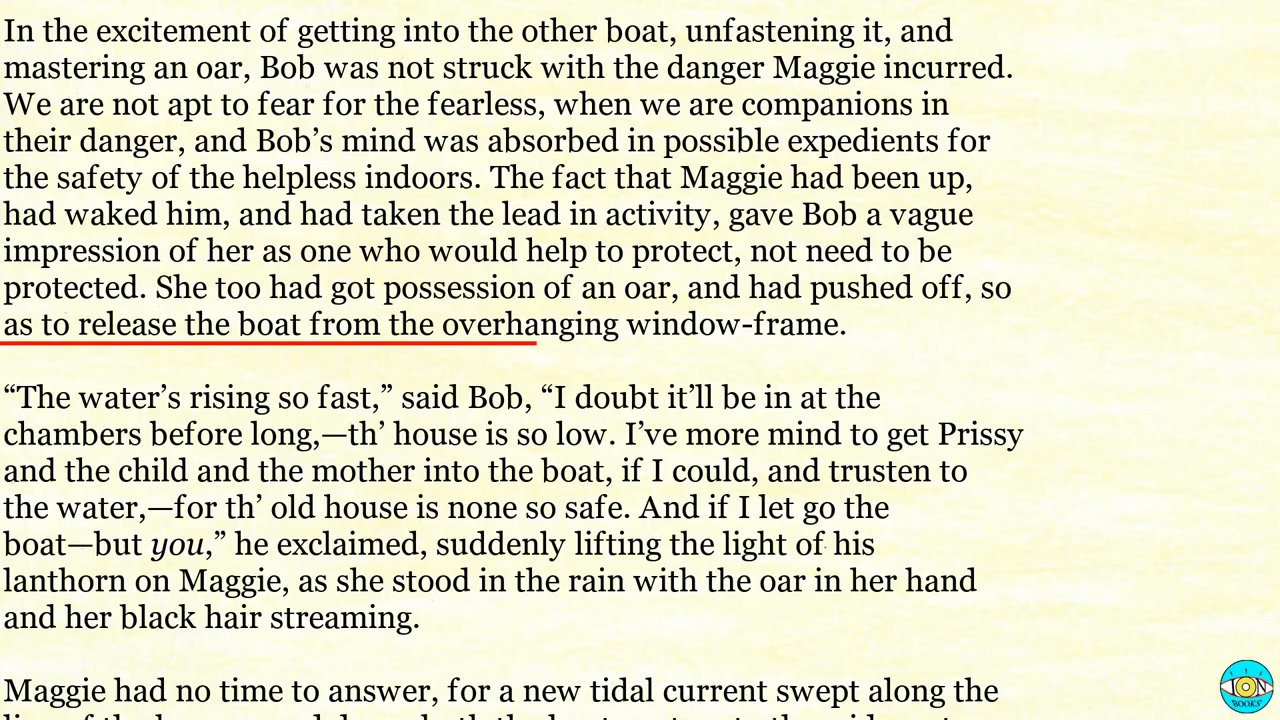 In the excitement of getting into the other boat, unfastening it, and
mastering an oar, Bob was not struck with the danger Maggie incurred.
We are not apt to fear for the fearless, when we are companions in
their danger, and Bob’s mind was absorbed in possible expedients for
the safety of the helpless indoors. The fact that Maggie had been up,
had waked him, and had taken the lead in activity, gave Bob a vague
impression of her as one who would help to protect, not need to be
protected. She too had got possession of an oar, and had pushed off, so
as to release the boat from the overhanging window-frame.
“The water’s rising so fast,” said Bob, “I doubt it’ll be in at the
chambers before long,—th’ house is so low. I’ve more mind to get Prissy
and the child and the mother into the boat, if I could, and trusten to
the water,—for th’ old house is none so safe. And if I let go the
boat—but you,” he exclaimed, suddenly lifting the light of his
lanthorn on Maggie, as she stood in the rain with the oar in her hand
and her black hair streaming.
Maggie had no time to answer, for a new tidal current swept along the
ION
BOOKS